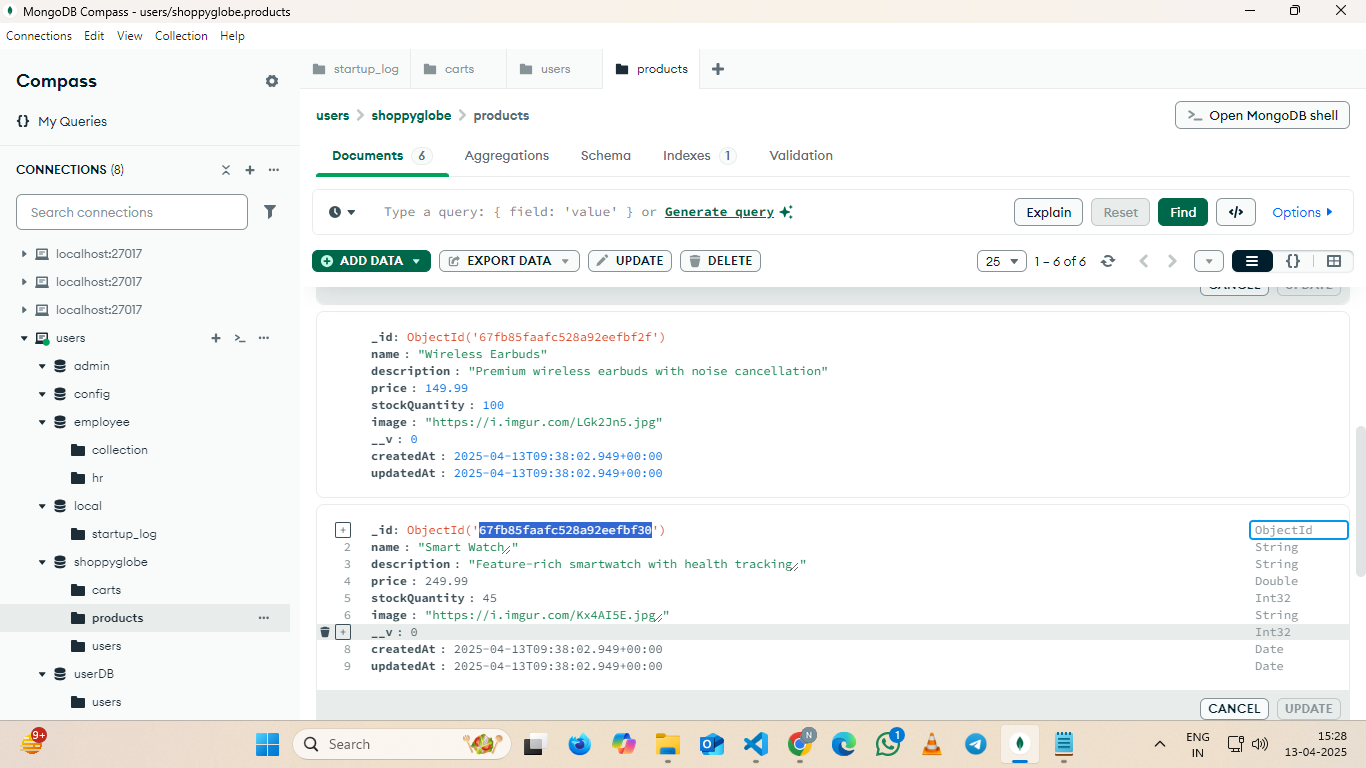 MongoDB Compass - users/shoppyglobe.products
Connections Edit View Collection Help
Compass
{} My Queries
CONNECTIONS (8)
Search connections
localhost:27017
localhost:27017
localhost:27017
users
admin
config
employee
collection
hr
local
startup_log
shoppyglobe
carts
products
users
userDB
users
startup_log carts users products
users > shoppyglobe > products
>_ Open MongoDB shell
Documents 6 Aggregations Schema Indexes 1 Validation
Type a query: { field: 'value' } or Generate query
Explain Reset Find </> Options
ADD DATA EXPORT DATA UPDATE DELETE
25 1 – 6 of 6 {}
CANCEL UPDATE
_id: ObjectId('67fb85faafc528a92eefbf2f')
name : "Wireless Earbuds"
description : "Premium wireless earbuds with noise cancellation"
price : 149.99
stockQuantity : 100
image : "https://i.imgur.com/LGk2Jn5.jpg"
__v : 0
createdAt : 2025-04-13T09:38:02.949+00:00
updatedAt : 2025-04-13T09:38:02.949+00:00
_id: ObjectId('67fb85faafc528a92eefbf30') ObjectId
2 name : "Smart Watch" String
3 description : "Feature-rich smartwatch with health tracking" String
4 price : 249.99 Double
5 stockQuantity : 45 Int32
6 image : "https://i.imgur.com/Kx4AI5E.jpg" String
__v : 0 Int32
8 createdAt : 2025-04-13T09:38:02.949+00:00 Date
9 updatedAt : 2025-04-13T09:38:02.949+00:00 Date
CANCEL UPDATE
9+
Search
N
1
ENG
IN
15:28
13-04-2025